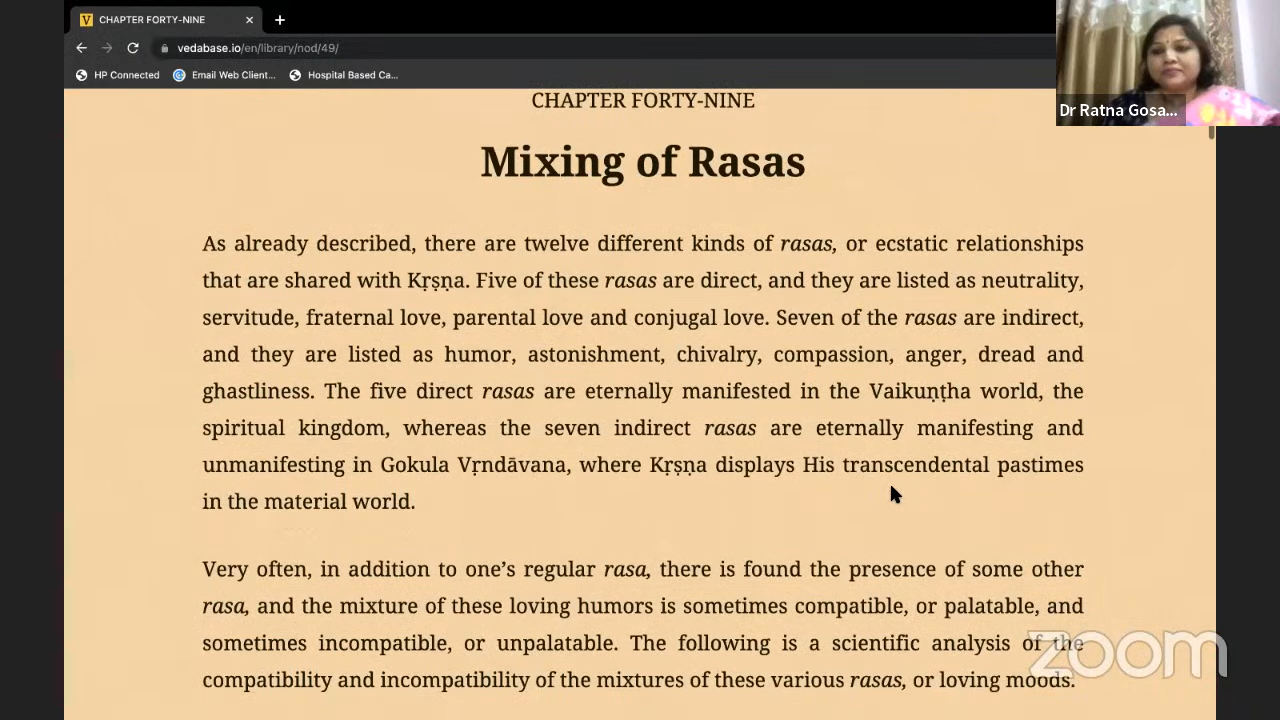 CHAPTER FORTY-NINE
vedabase.io/en/library/nod/49/
HP Connected
Email Web Client...
Hospital Based Ca...
Dr Ratna Gosa...
CHAPTER FORTY-NINE
Mixing of Rasas
As already described, there are twelve different kinds of rasas, or ecstatic relationships
that are shared with Kṛṣṇa. Five of these rasas are direct, and they are listed as neutrality,
servitude, fraternal love, parental love and conjugal love. Seven of the rasas are indirect,
and they are listed as humor, astonishment, chivalry, compassion, anger, dread and
ghastliness. The five direct rasas are eternally manifested in the Vaikuṇṭha world, the
spiritual kingdom, whereas the seven indirect rasas are eternally manifesting and
unmanifesting in Gokula Vṛndāvana, where Kṛṣṇa displays His transcendental pastimes
in the material world.
Very often, in addition to one’s regular rasa, there is found the presence of some other
rasa, and the mixture of these loving humors is sometimes compatible, or palatable, and
sometimes incompatible, or unpalatable. The following is a scientific analysis of the
compatibility and incompatibility of the mixtures of these various rasas, or loving moods.
zoom